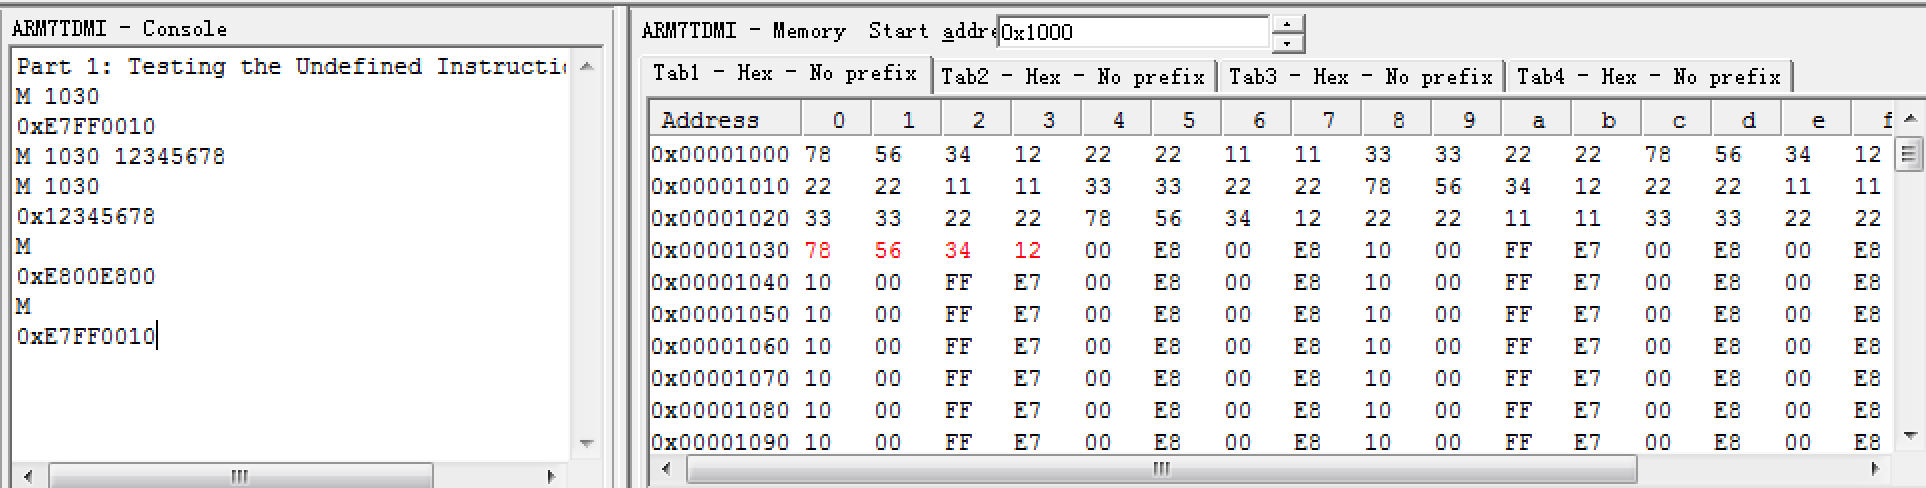 ARM7TDMI - Console
Part 1: Testing the Undefined Instructi
M 1030
0xE7FF0010
M 1030 12345678
M 1030
0x12345678
M
0xE800E800
M
0xE7FF0010
ARM7TDMI - Memory Start addre 0x1000
Tab1 - Hex - No prefix Tab2 - Hex - No prefix Tab3 - Hex - No prefix Tab4 - Hex - No prefix
Address 0 1 2 3 4 5 6 7 8 9 a b c d e f
0x00001000 78 56 34 12 22 22 11 11 33 33 22 22 78 56 34 12
0x00001010 22 22 11 11 33 33 22 22 78 56 34 12 22 22 11 11
0x00001020 33 33 22 22 78 56 34 12 22 22 11 11 33 33 22 22
0x00001030 78 56 34 12 00 E8 00 E8 10 00 FF E7 00 E8 00 E8
0x00001040 10 00 FF E7 00 E8 00 E8 10 00 FF E7 00 E8 00 E8
0x00001050 10 00 FF E7 00 E8 00 E8 10 00 FF E7 00 E8 00 E8
0x00001060 10 00 FF E7 00 E8 00 E8 10 00 FF E7 00 E8 00 E8
0x00001070 10 00 FF E7 00 E8 00 E8 10 00 FF E7 00 E8 00 E8
0x00001080 10 00 FF E7 00 E8 00 E8 10 00 FF E7 00 E8 00 E8
0x00001090 10 00 FF E7 00 E8 00 E8 10 00 FF E7 00 E8 00 E8